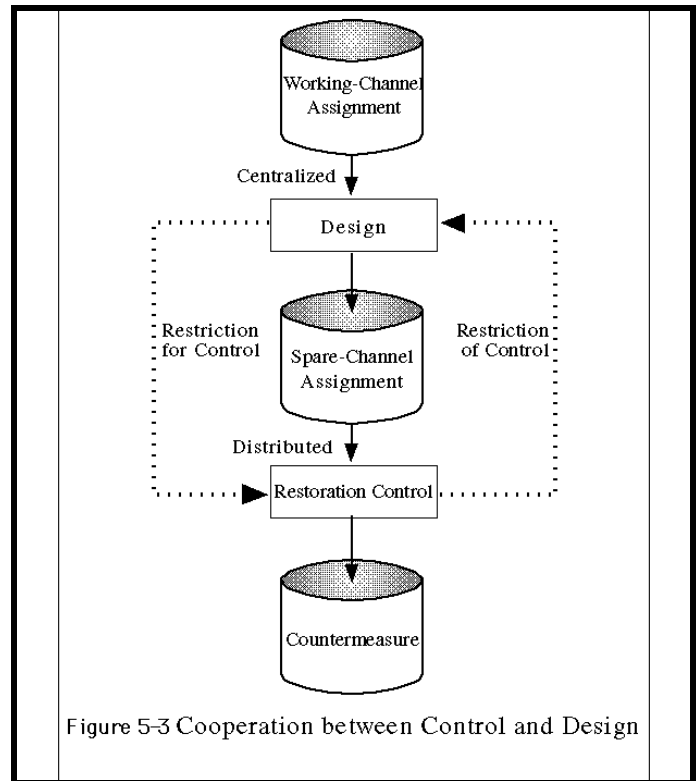 Working-Channel
Assignment
Centralized
Design
Restriction
for Control
Restriction
of Control
Spare-Channel
Assignment
Distributed
Restoration Control
Countermeasure
Figure 5-3 Cooperation between Control and Design